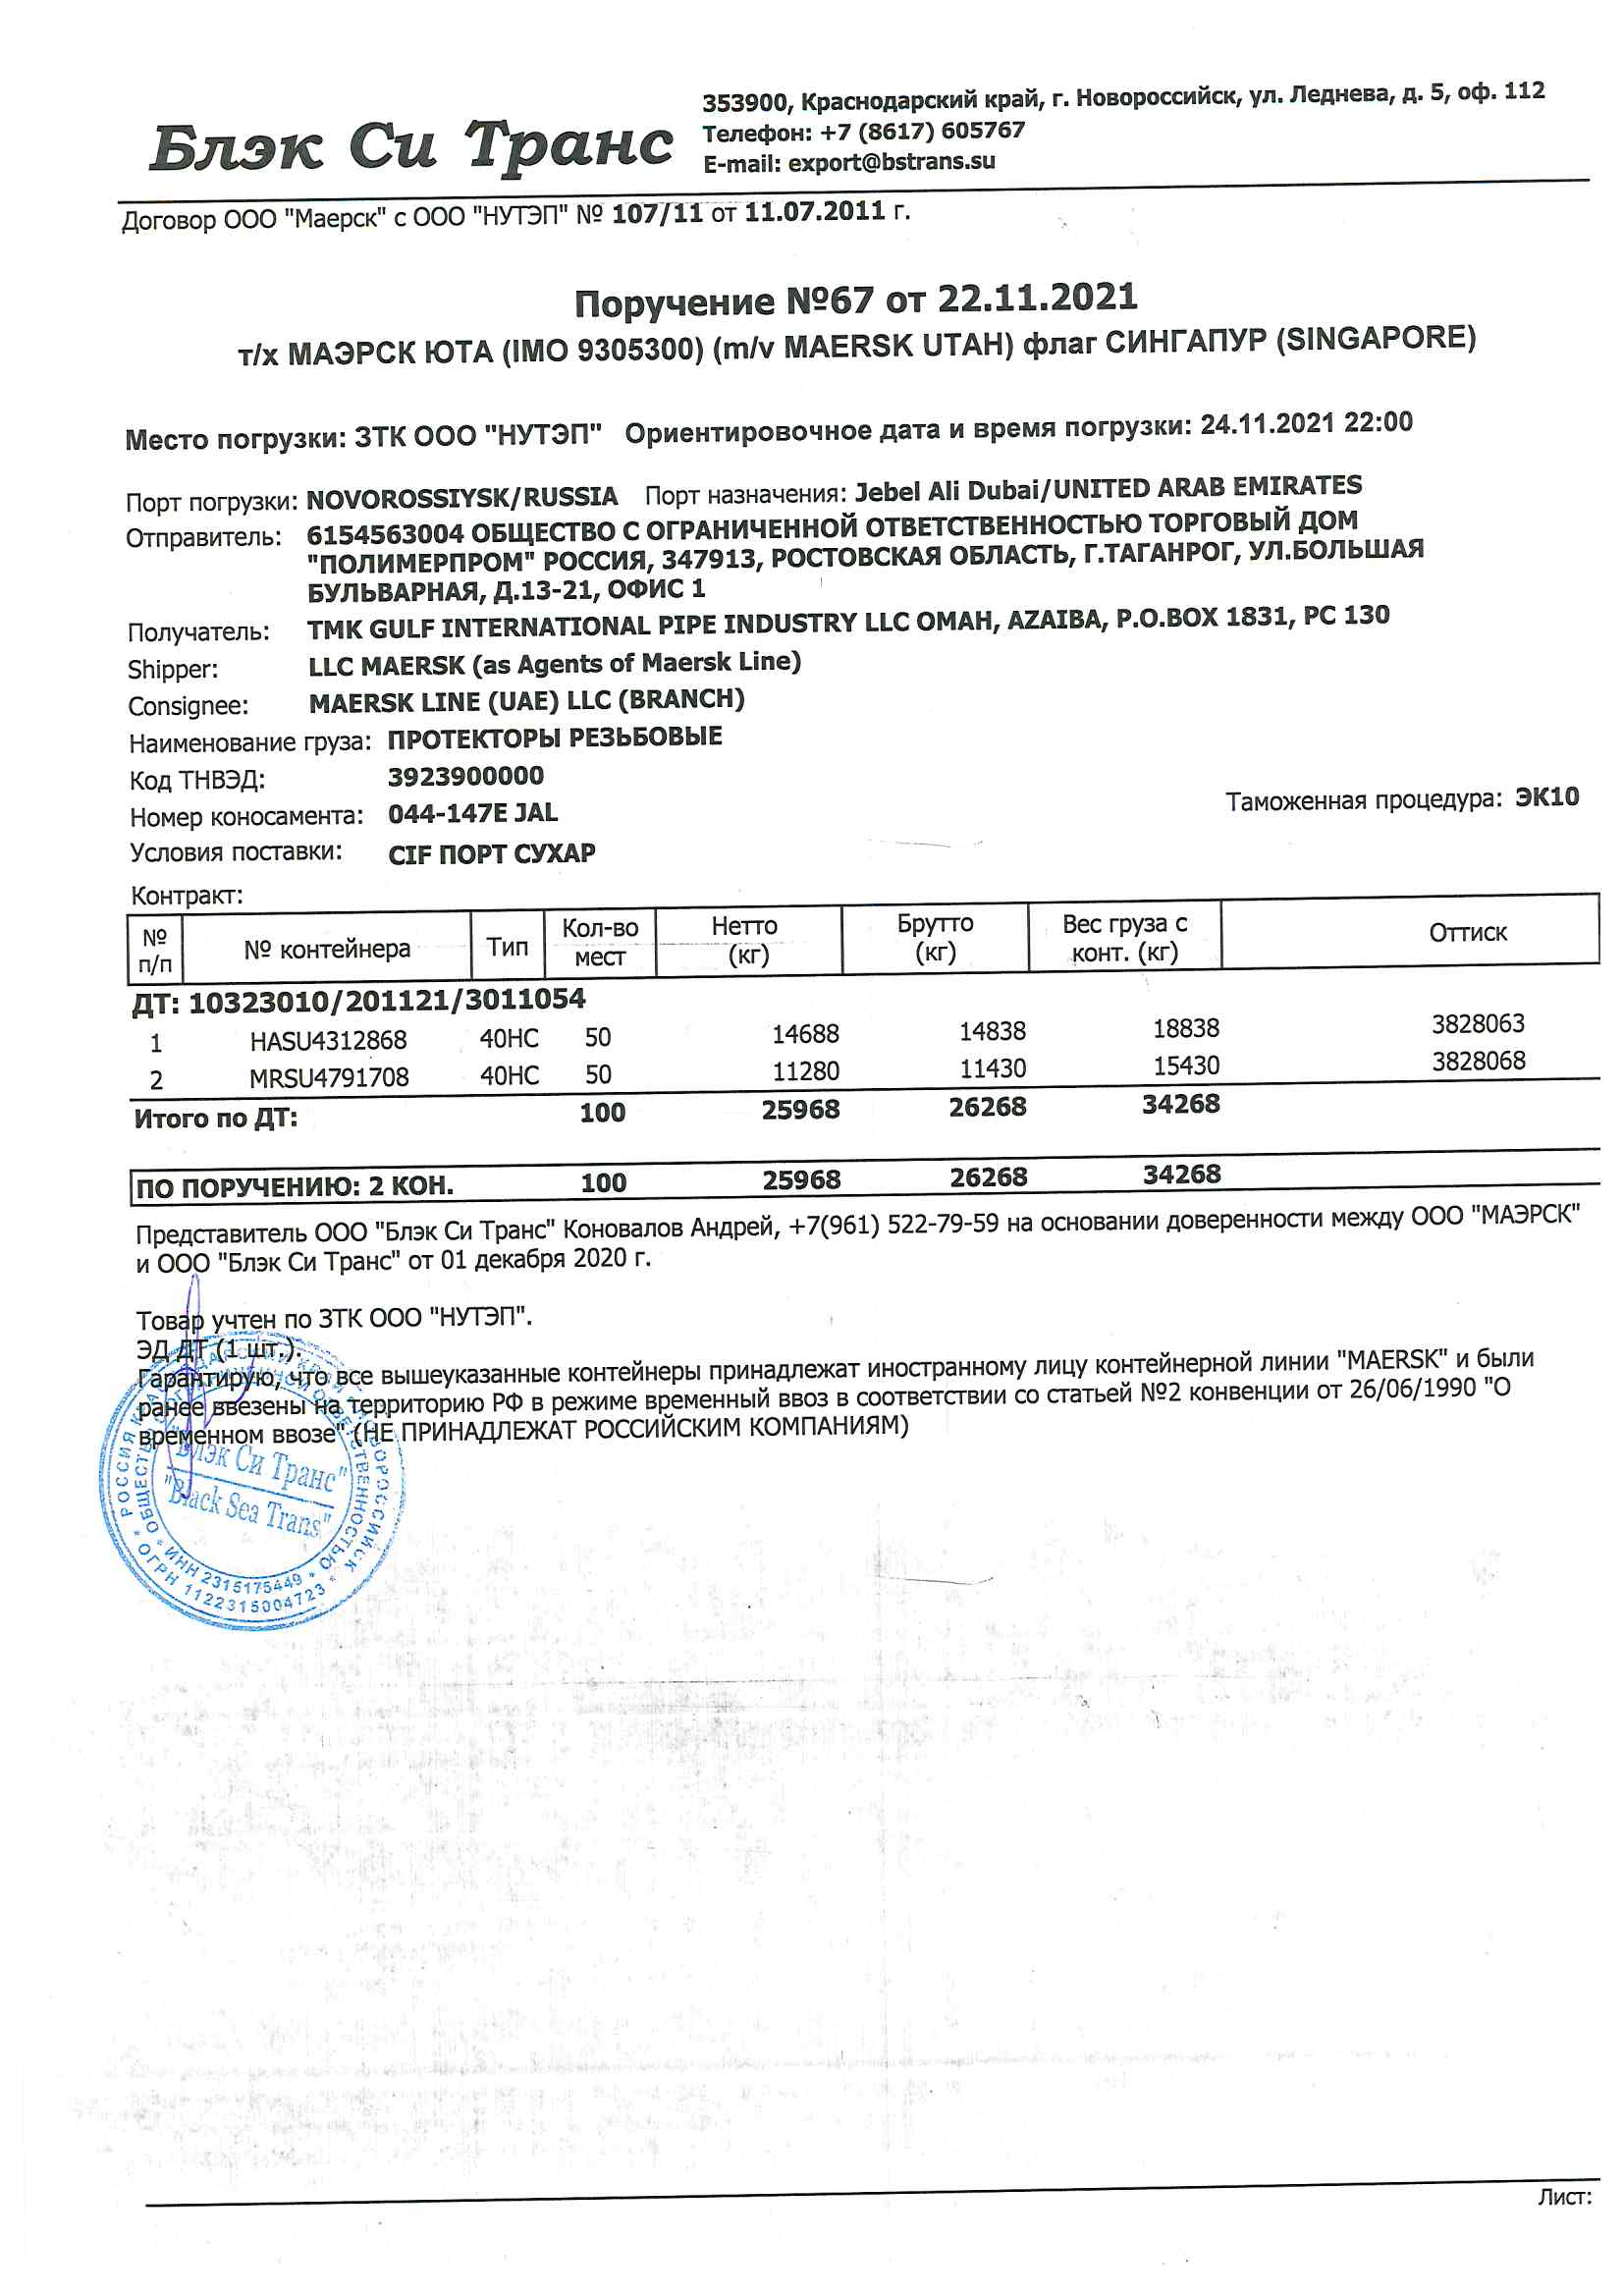 Блэк Си Транс
353900, Краснодарский край, г. Новороссийск, ул. Леднева, д. 5, оф. 112
Телефон: +7 (8617) 605767
E-mail: export@bstrans.su
Договор ООО "Маерск" с ООО "НУТЭП" № 107/11 от 11.07.2011 г.
Поручение №67 от 22.11.2021
т/х МАЭРСК ЮТА (IMO 9305300) (m/v MAERSK UTAH) флаг СИНГАПУР (SINGAPORE)
Место погрузки: ЗТК ООО "НУТЭП" Ориентировочное дата и время погрузки: 24.11.2021 22:00
Порт погрузки: NOVOROSSIYSK/RUSSIA Порт назначения: Jebel Ali Dubai/UNITED ARAB EMIRATES
Отправитель: 6154563004 ОБЩЕСТВО С ОГРАНИЧЕННОЙ ОТВЕТСТВЕННОСТЬЮ ТОРГОВЫЙ ДОМ
"ПОЛИМЕРПРОМ" РОССИЯ, 347913, РОСТОВСКАЯ ОБЛАСТЬ, Г.ТАГАНРОГ, УЛ.БОЛЬШАЯ
БУЛЬВАРНАЯ, Д.13-21, ОФИС 1
Получатель: TMK GULF INTERNATIONAL PIPE INDUSTRY LLC ОМАН, AZAIBA, P.O.BOX 1831, PC 130
Shipper: LLC MAERSK (as Agents of Maersk Line)
Consignee: MAERSK LINE (UAE) LLC (BRANCH)
Наименование груза: ПРОТЕКТОРЫ РЕЗЬБОВЫЕ
Код ТНВЭД: 3923900000
Номер коносамента: 044-147E JAL Таможенная процедура: ЭК10
Условия поставки: CIF ПОРТ СУХАР
Контракт:
№ п/п № контейнера Тип Кол-во мест Нетто (кг) Брутто (кг) Вес груза с конт. (кг) Оттиск
ДТ: 10323010/201121/3011054
1 HASU4312868 40HC 50 14688 14838 18838 3828063
2 MRSU4791708 40HC 50 11280 11430 15430 3828068
Итого по ДТ: 100 25968 26268 34268
ПО ПОРУЧЕНИЮ: 2 КОН. 100 25968 26268 34268
Представитель ООО "Блэк Си Транс" Коновалов Андрей, +7(961) 522-79-59 на основании доверенности между ООО "МАЭРСК"
и ООО "Блэк Си Транс" от 01 декабря 2020 г.
Товар учтен по ЗТК ООО "НУТЭП".
ЭД ДТ (1 шт.).
Гарантирую, что все вышеуказанные контейнеры принадлежат иностранному лицу контейнерной линии "MAERSK" и были
ранее ввезены на территорию РФ в режиме временный ввоз в соответствии со статьей №2 конвенции от 26/06/1990 "О
временном ввозе" (НЕ ПРИНАДЛЕЖАТ РОССИЙСКИМ КОМПАНИЯМ)
"Блэк Си Транс"
"Black Sea Trans"
* ИНН 2315175449 *
* ОГРН 1122315004723 *
Лист: